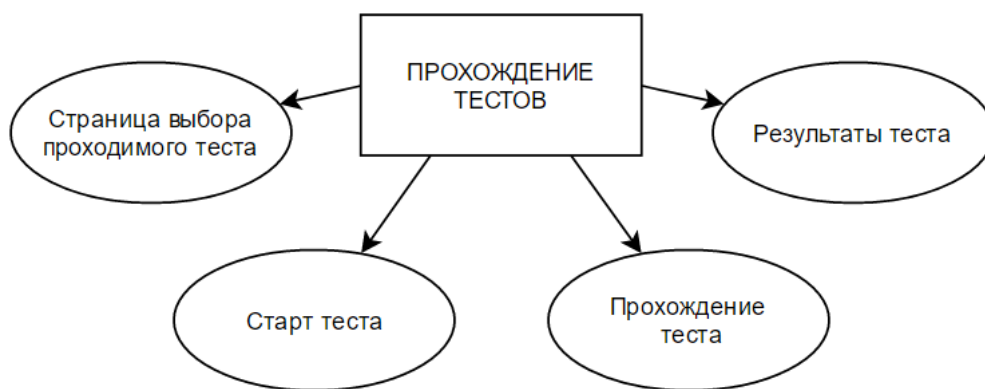 ПРОХОЖДЕНИЕ
ТЕСТОВ
Страница выбора
проходимого теста
Результаты теста
Старт теста
Прохождение
теста